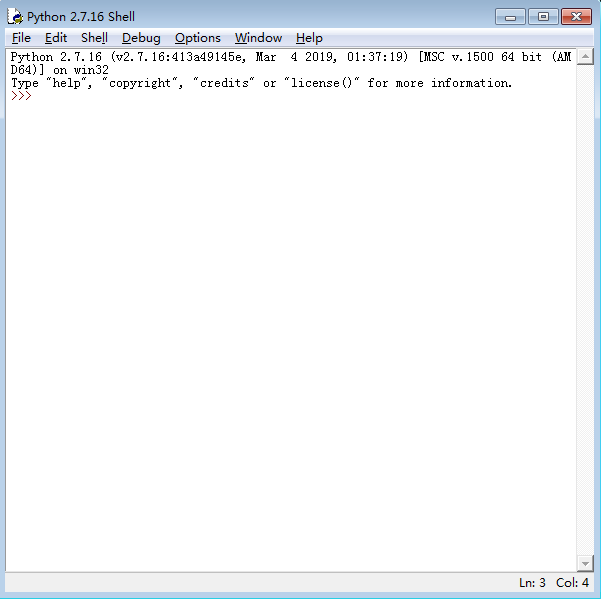 Python 2.7.16 Shell
File Edit Shell Debug Options Window Help
Python 2.7.16 (v2.7.16:413a49145e, Mar  4 2019, 01:37:19) [MSC v.1500 64 bit (AM
D64)] on win32
Type "help", "copyright", "credits" or "license()" for more information.
>>>
Ln: 3 Col: 4